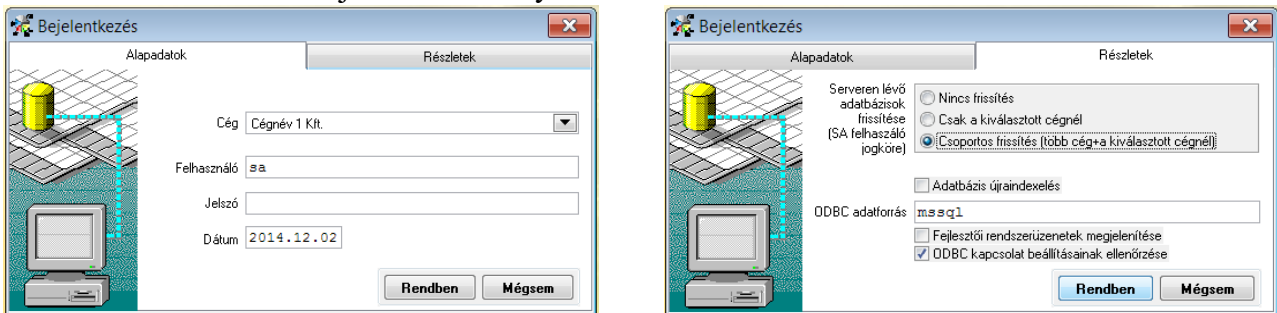 Bejelentkezés
Alapadatok
Részletek
Cég
Cégnév 1 Kft.
Felhasználó
sa
Jelszó
Dátum
2014.12.02
Rendben
Mégsem
Bejelentkezés
Alapadatok
Részletek
Serveren lévő
adatbázisok
frissítése
(SA felhaszáló
jogköre)
Nincs frissítés
Csak a kiválasztott cégnél
Csoportos frissítés (több cég+a kiválasztott cégnél)
Adatbázis újraindexelés
ODBC adatforrás
mssql
Fejlesztői rendszerüzenetek megjelenítése
ODBC kapcsolat beállításainak ellenőrzése
Rendben
Mégsem